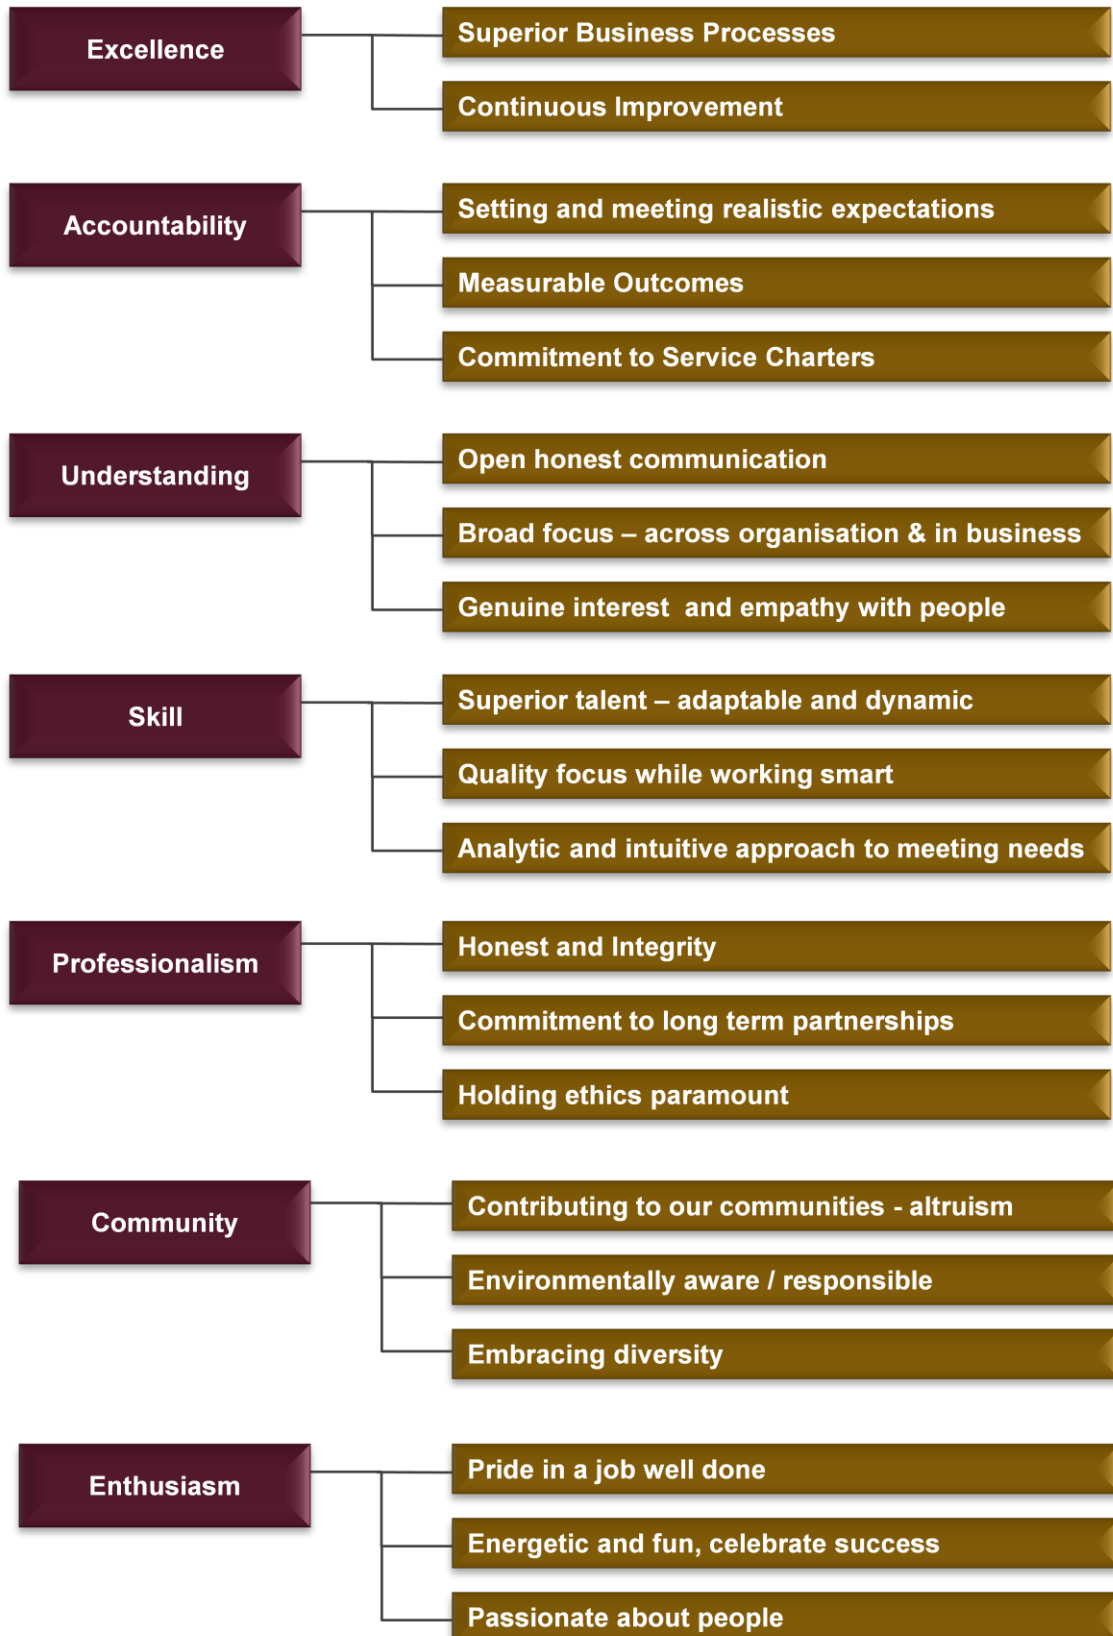 Excellence
Superior Business Processes
Continuous Improvement
Accountability
Setting and meeting realistic expectations
Measurable Outcomes
Commitment to Service Charters
Understanding
Open honest communication
Broad focus – across organisation & in business
Genuine interest  and empathy with people
Skill
Superior talent – adaptable and dynamic
Quality focus while working smart
Analytic and intuitive approach to meeting needs
Professionalism
Honest and Integrity
Commitment to long term partnerships
Holding ethics paramount
Community
Contributing to our communities - altruism
Environmentally aware / responsible
Embracing diversity
Enthusiasm
Pride in a job well done
Energetic and fun, celebrate success
Passionate about people